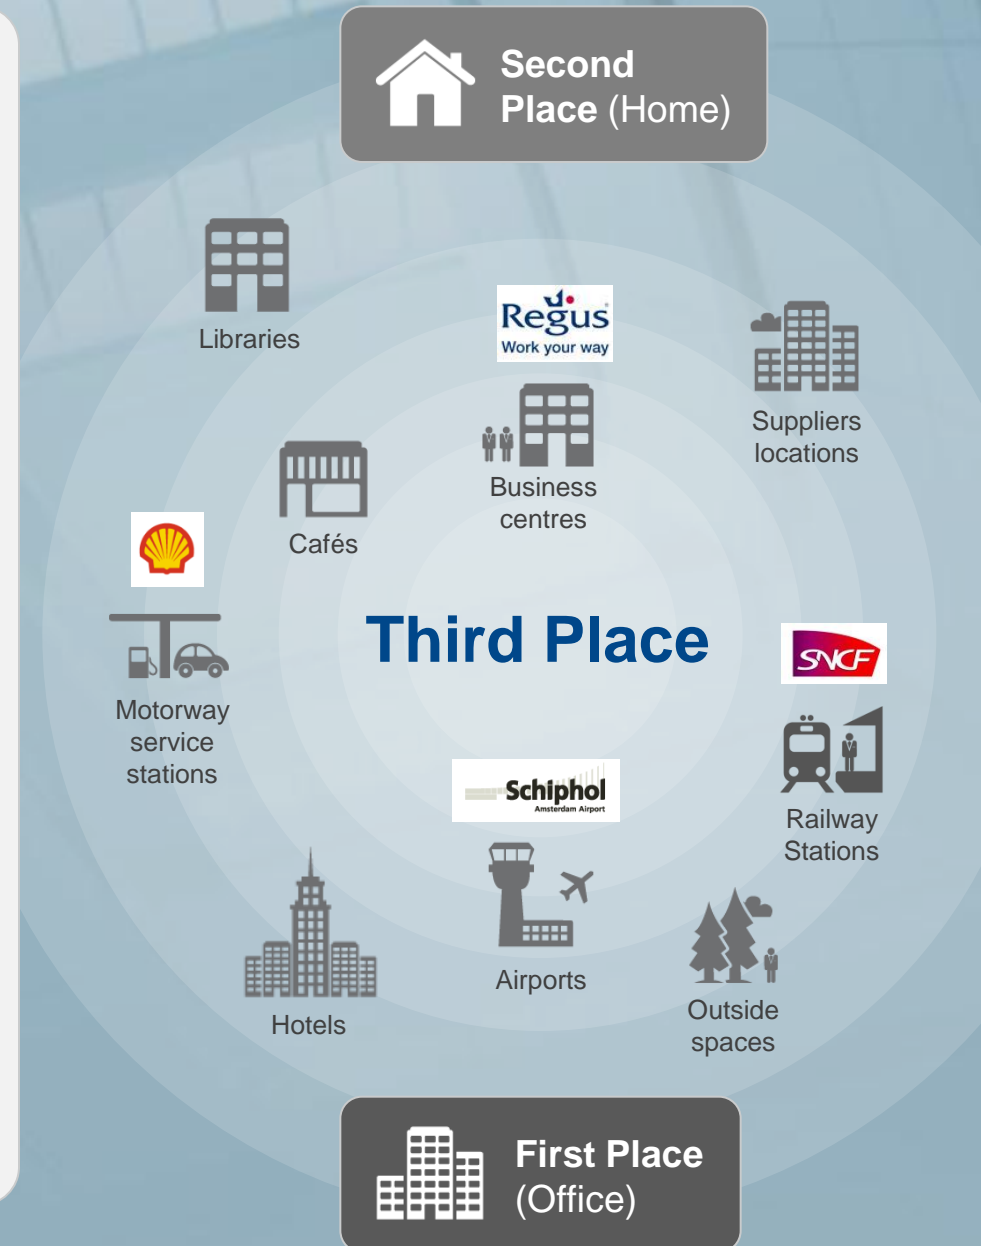 Second
Place (Home)
Libraries
Regus
Work your way
Suppliers
locations
Business
centres
Cafés
Third Place
SNCF
Motorway
service
stations
Schiphol
Amsterdam Airport
Railway
Stations
Airports
Outside
spaces
Hotels
First Place
(Office)